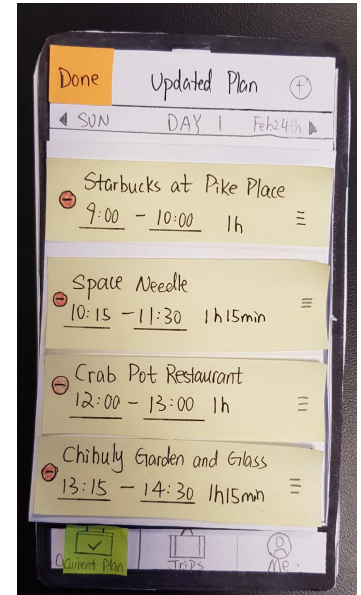 Done Updated Plan +
SUN DAY 1 Feb 24th
Starbucks at Pike Place
9:00 - 10:00 1h
Space Needle
10:15 - 11:30 1h15min
Crab Pot Restaurant
12:00 - 13:00 1h
Chihuly Garden and Glass
13:15 - 14:30 1h15min
Current Plan Trips Me